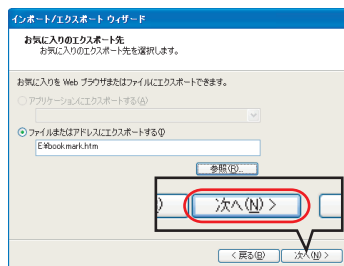 インポート/エクスポート ウィザード
お気に入りのエクスポート先
お気に入りのエクスポート先を選択します。
お気に入りを Web ブラウザまたはファイルにエクスポートできます。
アプリケーションにエクスポートする(A)
ファイルまたはアドレスにエクスポートする(I)
E:¥bookmark.htm
参照(R)...
)
次へ(N) >
< 戻る(B)
次へ(N) >